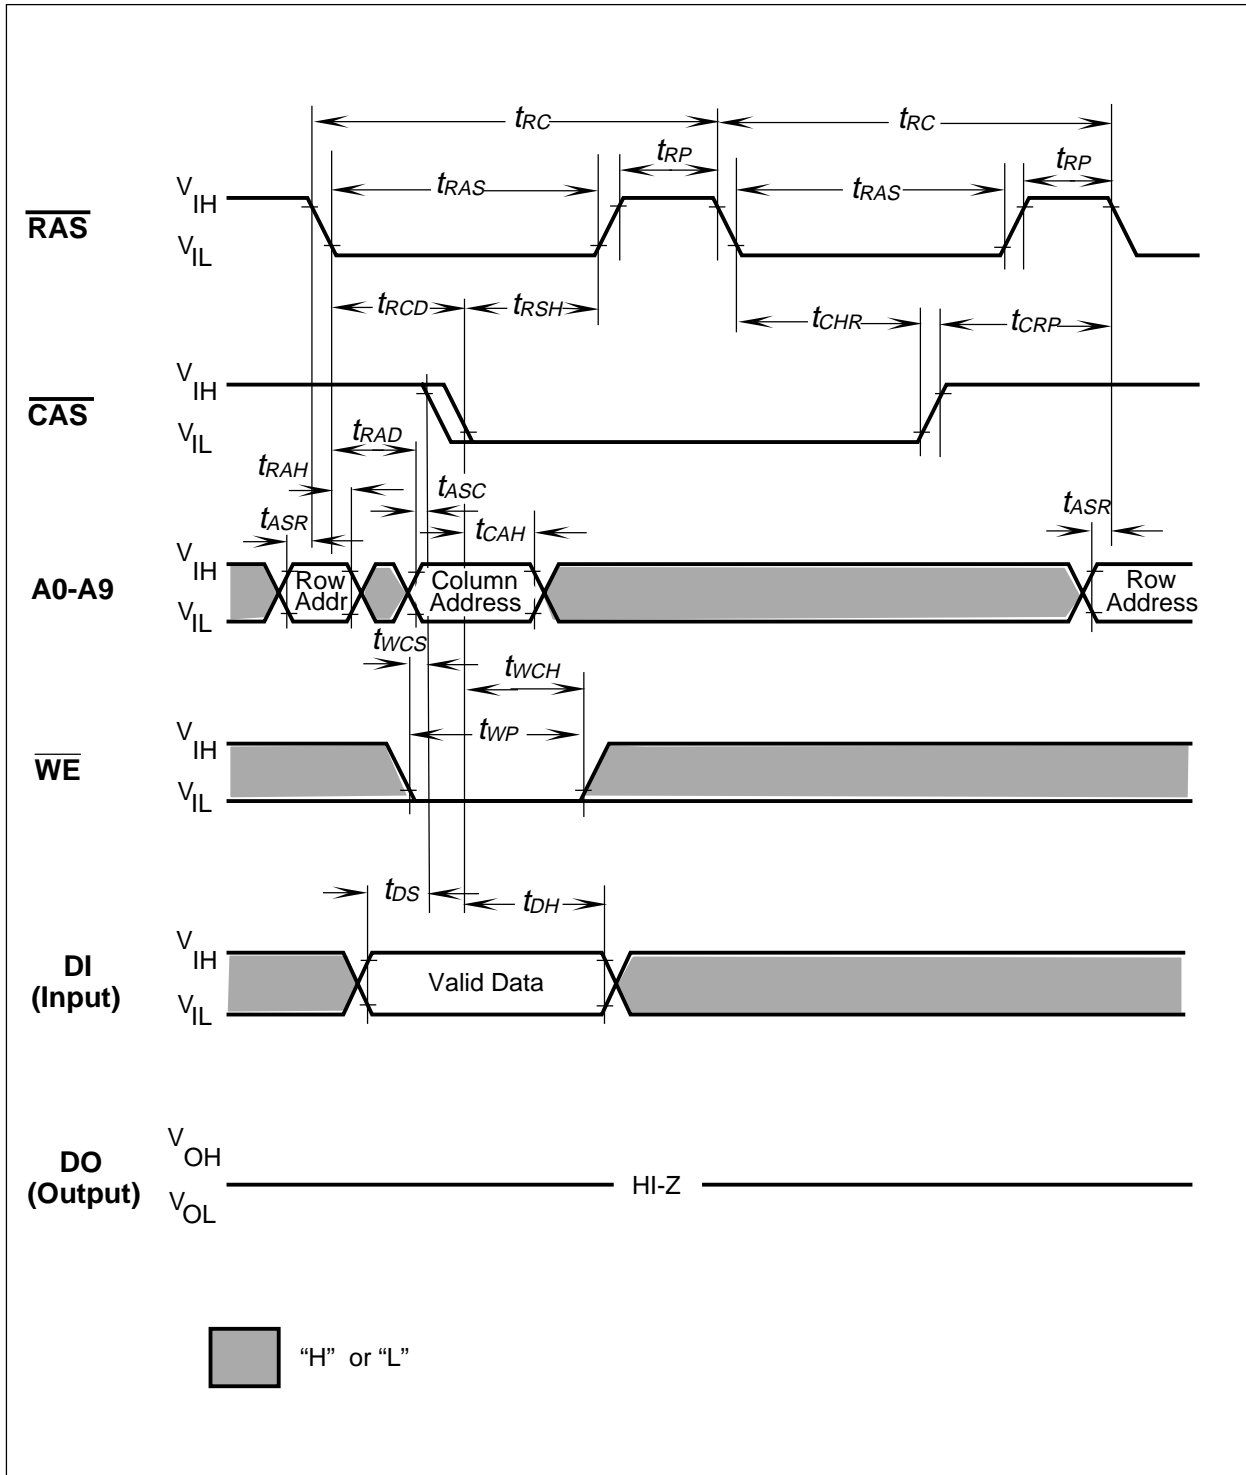 tRC tRC
tRP tRP
tRAS tRAS
RAS VIH
VIL
tRCD tRSH tCHR tCRP
CAS VIH
VIL
tRAD
tRAH tASC
tASR tCAH tASR
A0-A9 VIH
VIL
Row
Addr
Column
Address
Row
Address
tWCS tWCH
tWP
WE VIH
VIL
tDS tDH
DI
(Input)
VIH
VIL
Valid Data
DO
(Output)
VOH
VOL
HI-Z
“H” or “L”